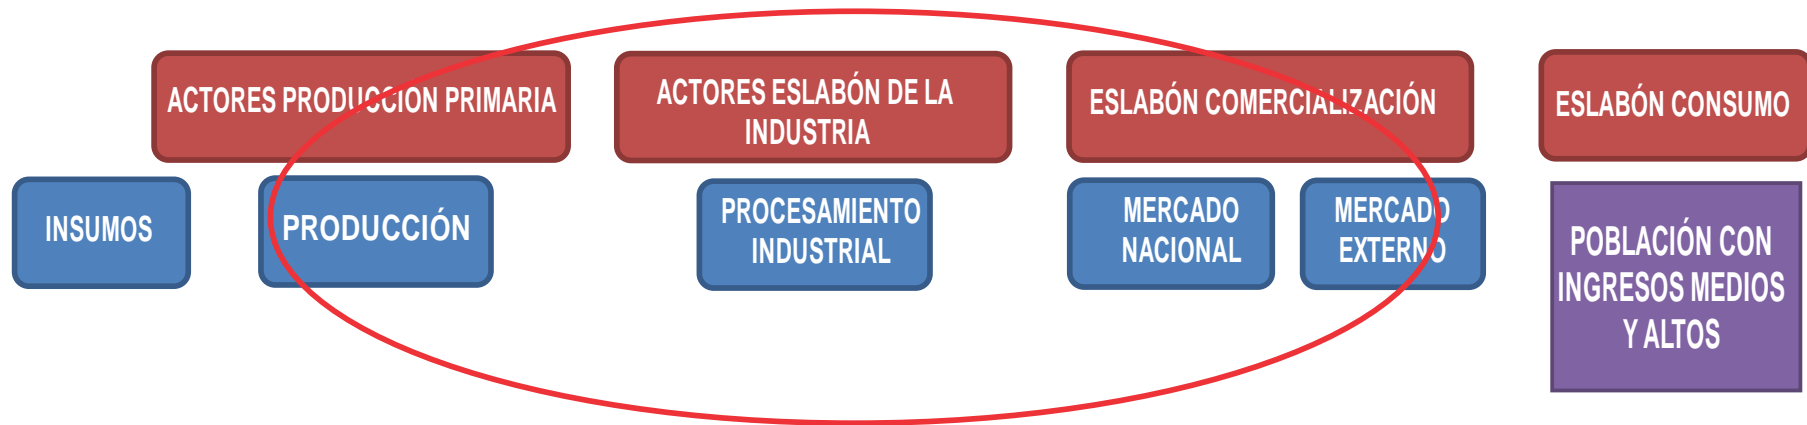 ACTORES PRODUCCION PRIMARIA
ACTORES ESLABÓN DE LA
INDUSTRIA
ESLABÓN COMERCIALIZACIÓN
ESLABÓN CONSUMO
INSUMOS
PRODUCCIÓN
PROCESAMIENTO
INDUSTRIAL
MERCADO
NACIONAL
MERCADO
EXTERNO
POBLACIÓN CON
INGRESOS MEDIOS
Y ALTOS